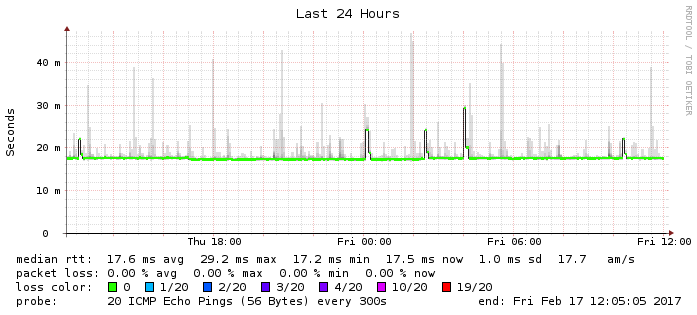 Last 24 Hours
RRDTOOL / TOBI OETIKER
Seconds
40 m
30 m
20 m
10 m
0
Thu 18:00 Fri 00:00 Fri 06:00 Fri 12:00
median rtt: 17.6 ms avg 29.2 ms max 17.2 ms min 17.5 ms now 1.0 ms sd 17.7 am/s
packet loss: 0.00 % avg 0.00 % max 0.00 % min 0.00 % now
loss color: 0 1/20 2/20 3/20 4/20 10/20 19/20
probe: 20 ICMP Echo Pings (56 Bytes) every 300s end: Fri Feb 17 12:05:05 2017